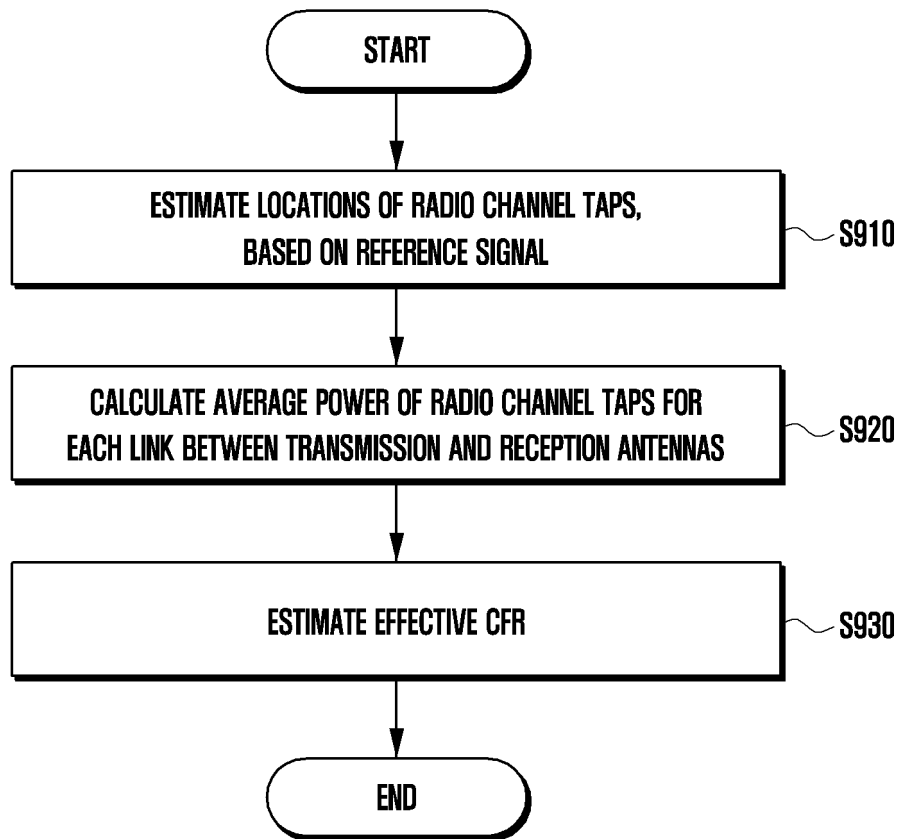 START
ESTIMATE LOCATIONS OF RADIO CHANNEL TAPS,
BASED ON REFERENCE SIGNAL
S910
CALCULATE AVERAGE POWER OF RADIO CHANNEL TAPS FOR
EACH LINK BETWEEN TRANSMISSION AND RECEPTION ANTENNAS
S920
ESTIMATE EFFECTIVE CFR
S930
END